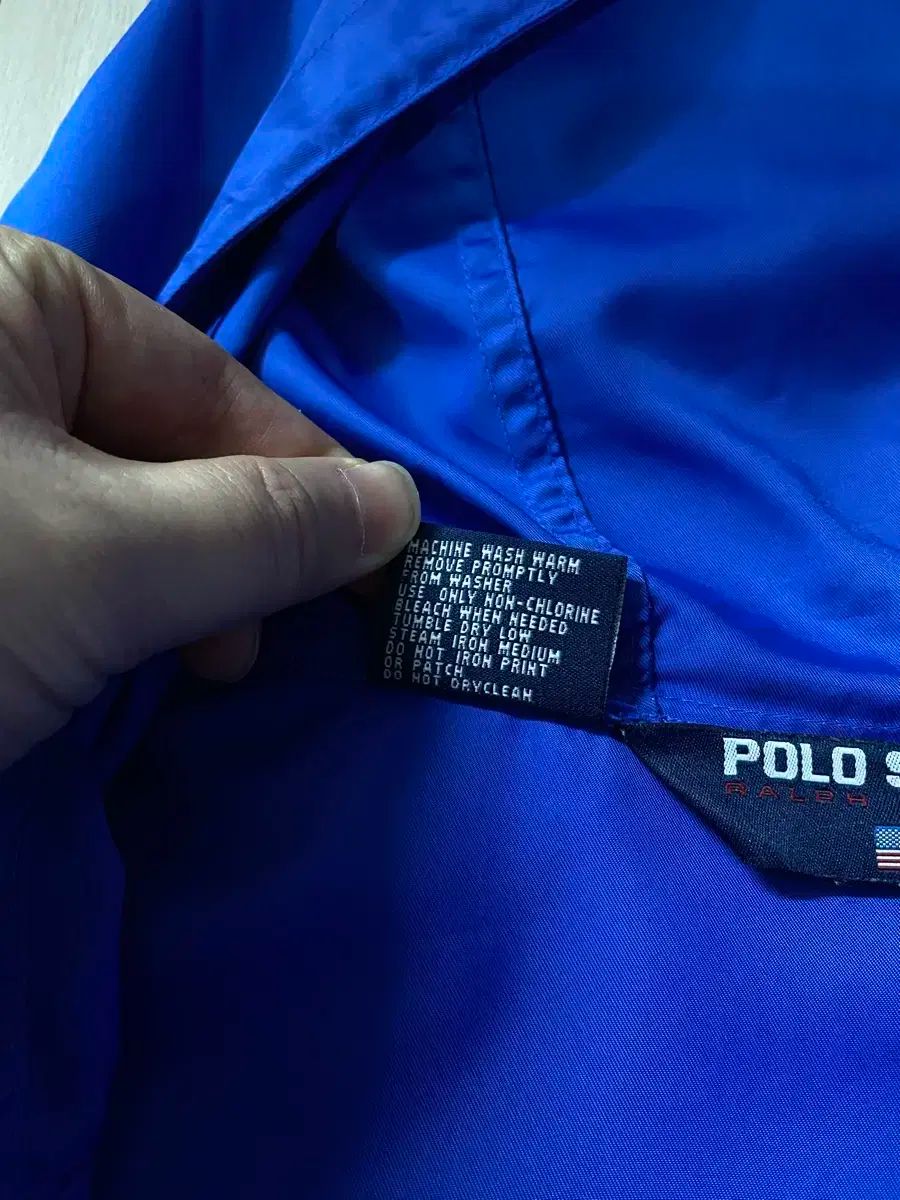 MACHINE WASH WARM
REMOVE PROMPTLY
FROM WASHER
USE ONLY NON-CHLORINE
BLEACH WHEN NEEDED
TUMBLE DRY LOW
STEAM IRON MEDIUM
DO NOT IRON PRINT
OR PATCH
DO NOT DRYCLEAN
POLO S
RALPH